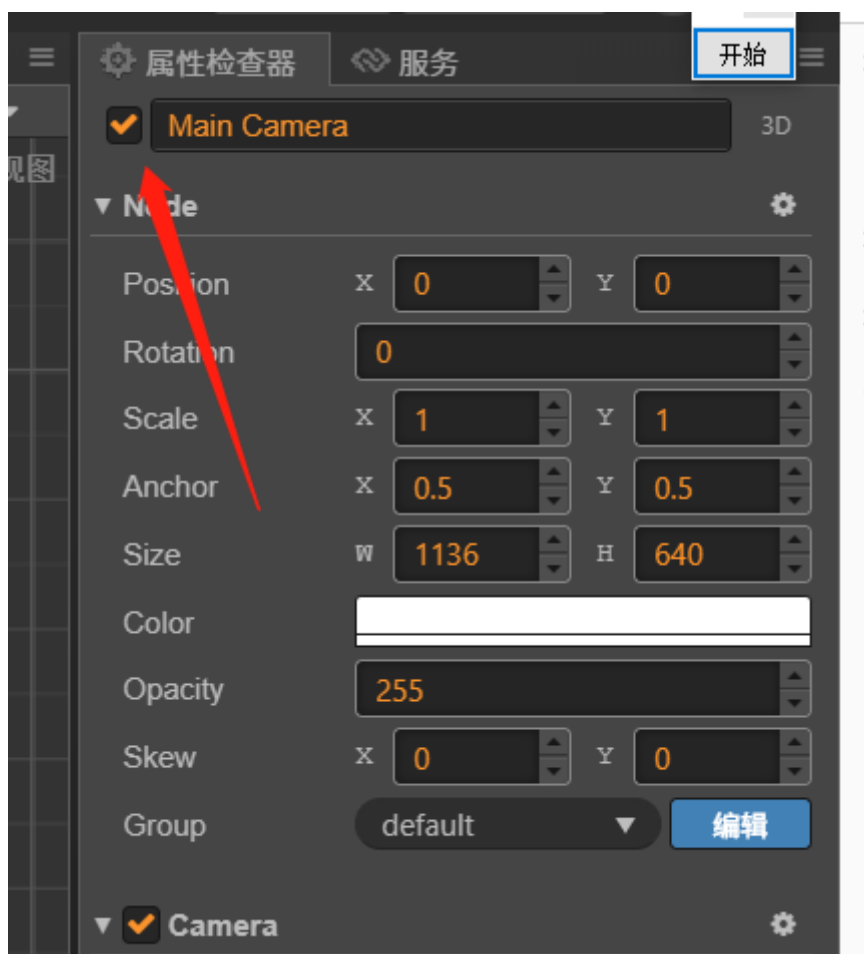 属性检查器 服务 开始
Main Camera 3D
视图
Node
Position X 0 Y 0
Rotation 0
Scale X 1 Y 1
Anchor X 0.5 Y 0.5
Size W 1136 H 640
Color
Opacity 255
Skew X 0 Y 0
Group default 编辑
Camera